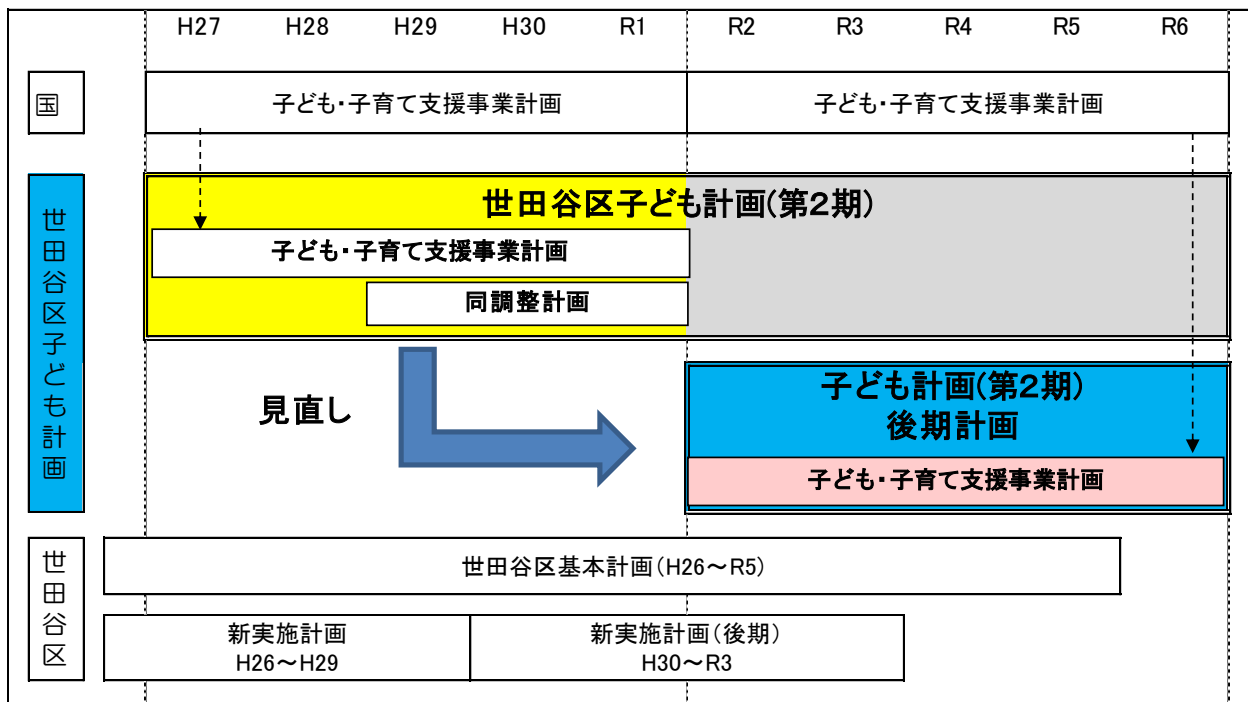 H27 H28 H29 H30 R1 R2 R3 R4 R5 R6
国
子ども・子育て支援事業計画
子ども・子育て支援事業計画
世田谷区子ども計画
世田谷区子ども計画(第2期)
子ども・子育て支援事業計画
同調整計画
見直し
子ども計画(第2期)
後期計画
子ども・子育て支援事業計画
世田谷区
世田谷区基本計画(H26～R5)
新実施計画
H26～H29
新実施計画(後期)
H30～R3